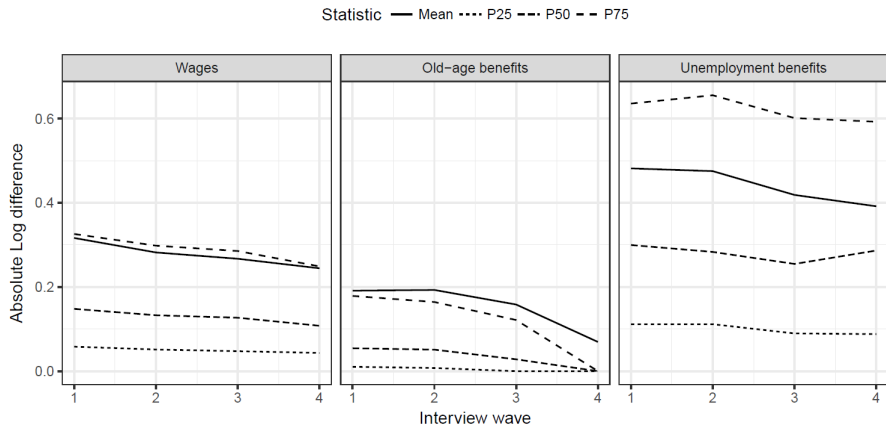 Statistic Mean P25 P50 P75
Wages Old−age benefits Unemployment benefits
Absolute Log difference
0.6
0.4
0.2
0.0
1 2 3 4 1 2 3 4 1 2 3 4
Interview wave